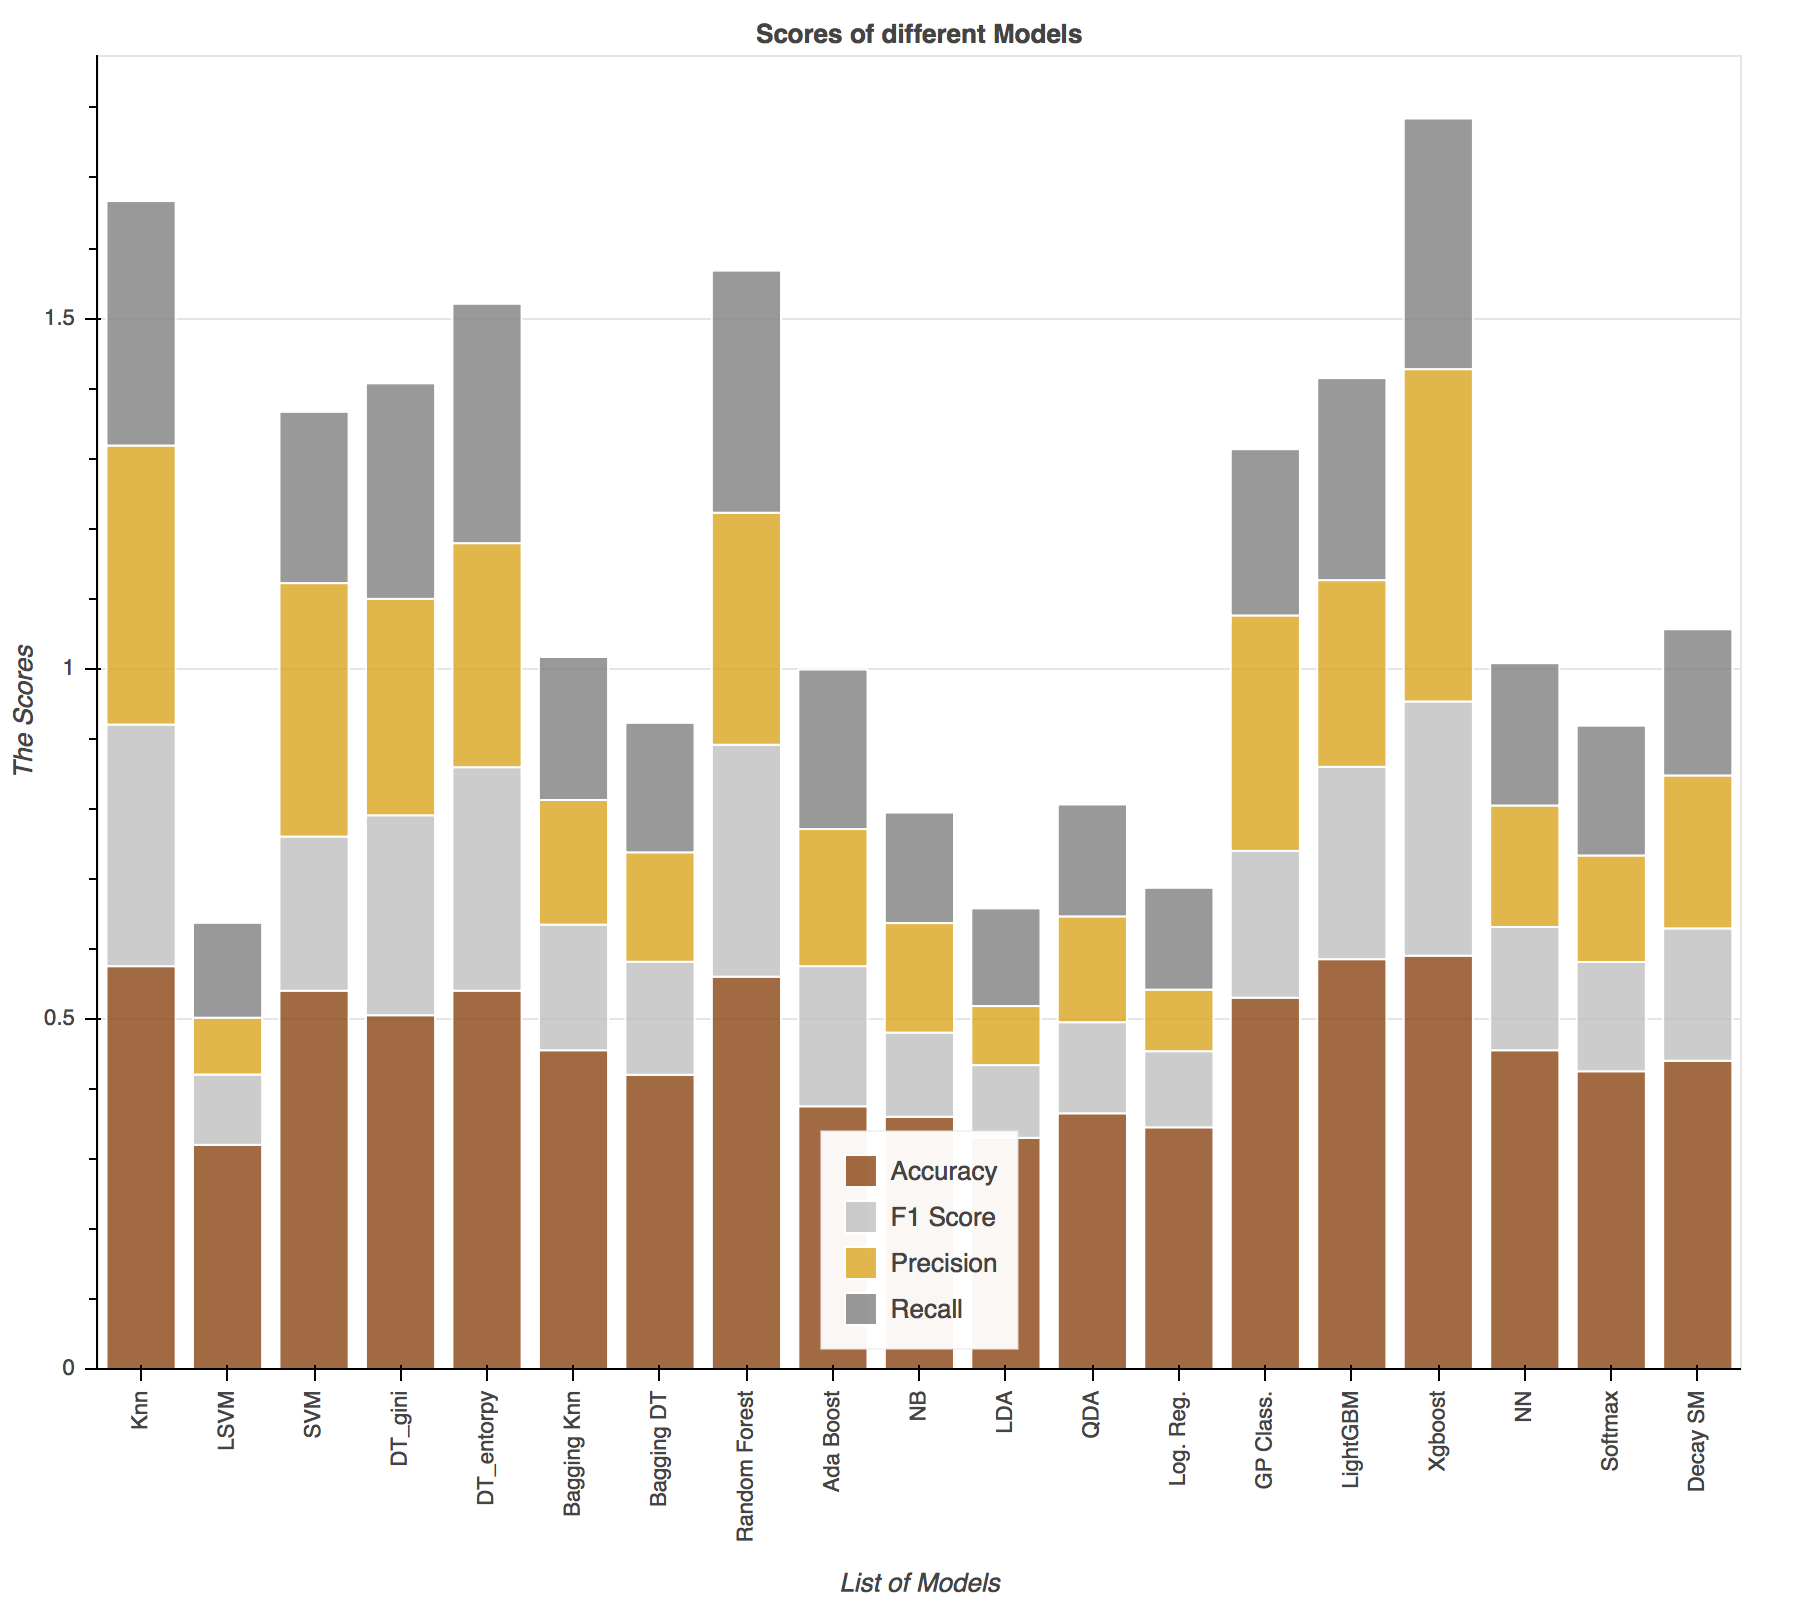 Scores of different Models
The Scores
1.5
1
0.5
0
Accuracy
F1 Score
Precision
Recall
Knn
LSVM
SVM
DT_gini
DT_entorpy
Bagging Knn
Bagging DT
Random Forest
Ada Boost
NB
LDA
QDA
Log. Reg.
GP Class.
LightGBM
Xgboost
NN
Softmax
Decay SM
List of Models